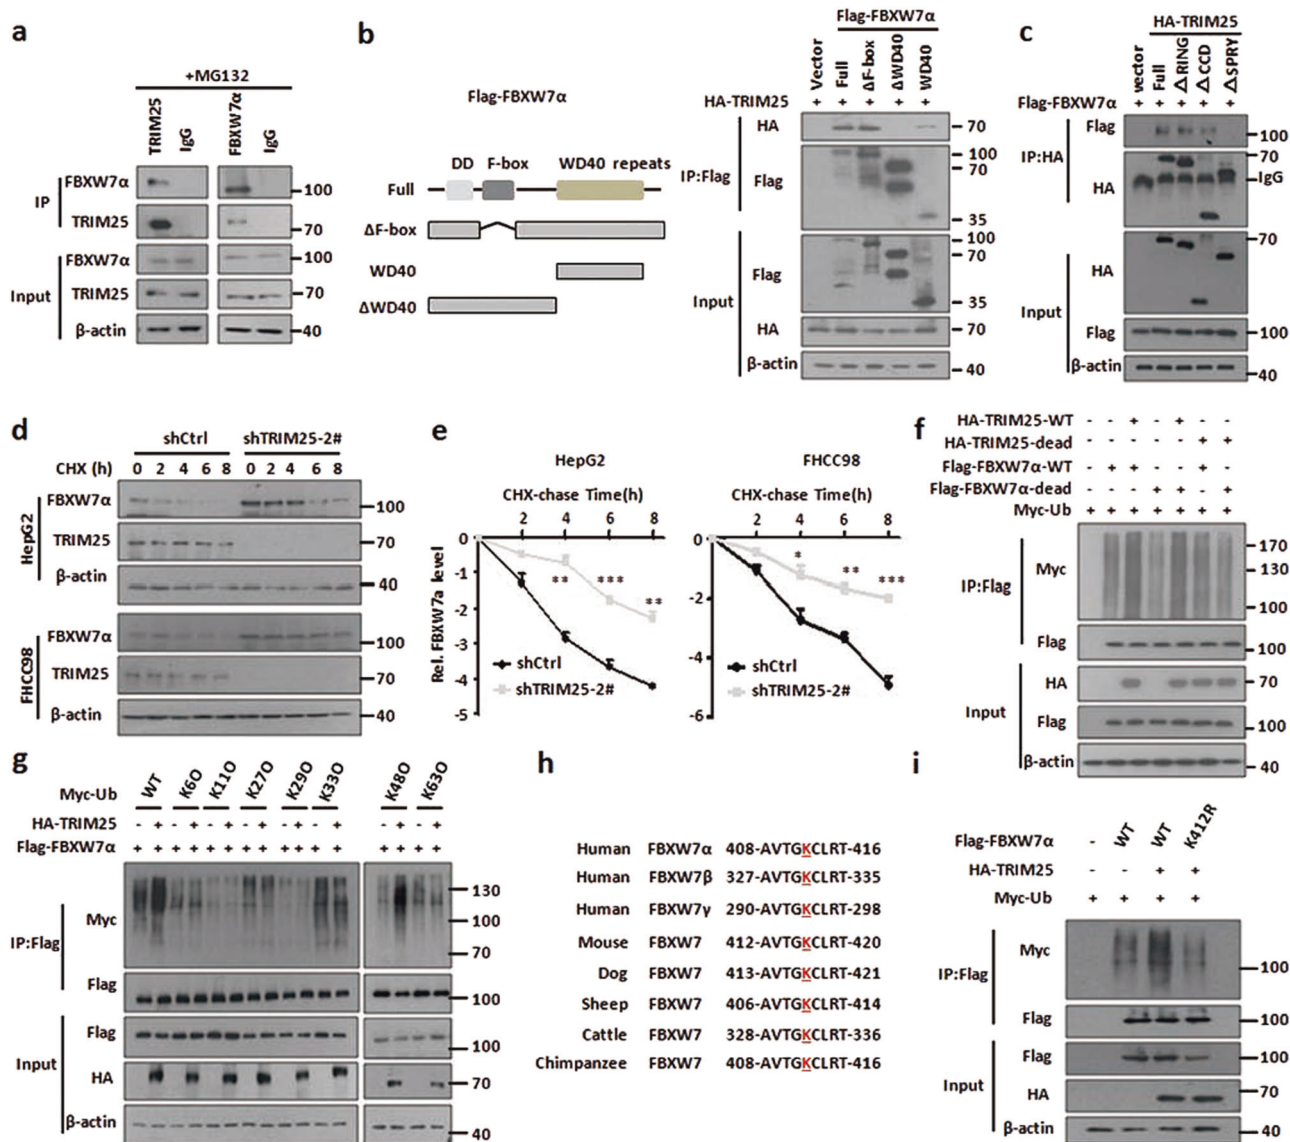 a
+MG132
TRIM25 IgG FBXW7α IgG
IP
FBXW7α
100
TRIM25
70
Input
FBXW7α
100
TRIM25
70
β-actin
40
b
Flag-FBXW7α
DD F-box WD40 repeats
Full
ΔF-box
WD40
ΔWD40
Flag-FBXW7α
Vector Full ΔF-box ΔWD40 WD40
HA-TRIM25 + + + + +
IP:Flag
HA
70
Flag
100
70
35
Input
Flag
100
70
35
HA
70
β-actin
40
c
HA-TRIM25
vector Full ΔRING ΔCCD ΔSPRY
Flag-FBXW7α + + + + +
IP:HA
Flag
100
HA
70
IgG
Input
HA
70
Flag
100
β-actin
40
d
shCtrl shTRIM25-2#
CHX (h) 0 2 4 6 8 0 2 4 6 8
HepG2
FBXW7α
100
TRIM25
70
β-actin
40
FHCC98
FBXW7α
100
TRIM25
70
β-actin
40
e
HepG2
CHX-chase Time(h)
2 4 6 8
Rel. FBXW7a level
0
-1
-2
-3
-4
-5
** *** **
shCtrl
shTRIM25-2#
FHCC98
CHX-chase Time(h)
2 4 6 8
0
-2
-4
-6
* ** ***
shCtrl
shTRIM25-2#
f
HA-TRIM25-WT - - + - + - -
HA-TRIM25-dead - - - - - + +
Flag-FBXW7α-WT - + + - - + -
Flag-FBXW7α-dead - - - + + - +
Myc-Ub + + + + + + +
IP:Flag
Myc
170
130
100
Flag
100
Input
HA
70
Flag
100
β-actin
40
g
Myc-Ub WT K6O K11O K27O K29O K33O K48O K63O
HA-TRIM25 - + - + - + - + - + - + - + - +
Flag-FBXW7α + + + + + + + + + + + + + + + +
IP:Flag
Myc
130
100
70
Flag
100
Input
Flag
100
HA
70
β-actin
40
h
Human FBXW7α 408-AVTGKCLRT-416
Human FBXW7β 327-AVTGKCLRT-335
Human FBXW7γ 290-AVTGKCLRT-298
Mouse FBXW7 412-AVTGKCLRT-420
Dog FBXW7 413-AVTGKCLRT-421
Sheep FBXW7 406-AVTGKCLRT-414
Cattle FBXW7 328-AVTGKCLRT-336
Chimpanzee FBXW7 408-AVTGKCLRT-416
i
Flag-FBXW7α - WT WT K412R
HA-TRIM25 - - + +
Myc-Ub + + + +
IP:Flag
Myc
100
Flag
100
Input
Flag
100
HA
70
β-actin
40